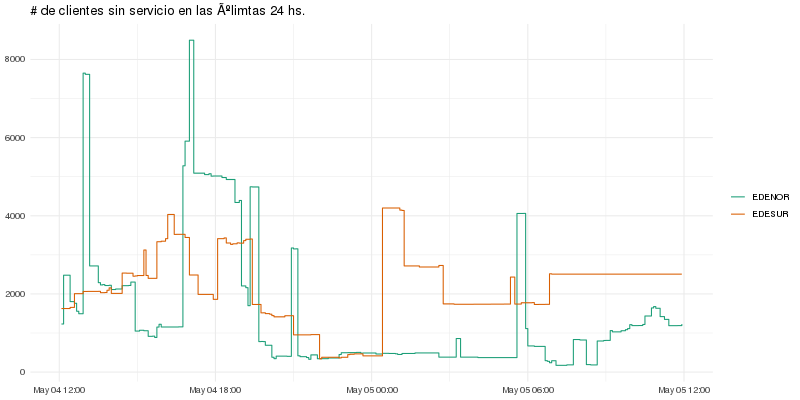 # de clientes sin servicio en las Ãºlimtas 24 hs.
8000
6000
4000
2000
0
May 04 12:00
May 04 18:00
May 05 00:00
May 05 06:00
May 05 12:00
EDENOR
EDESUR